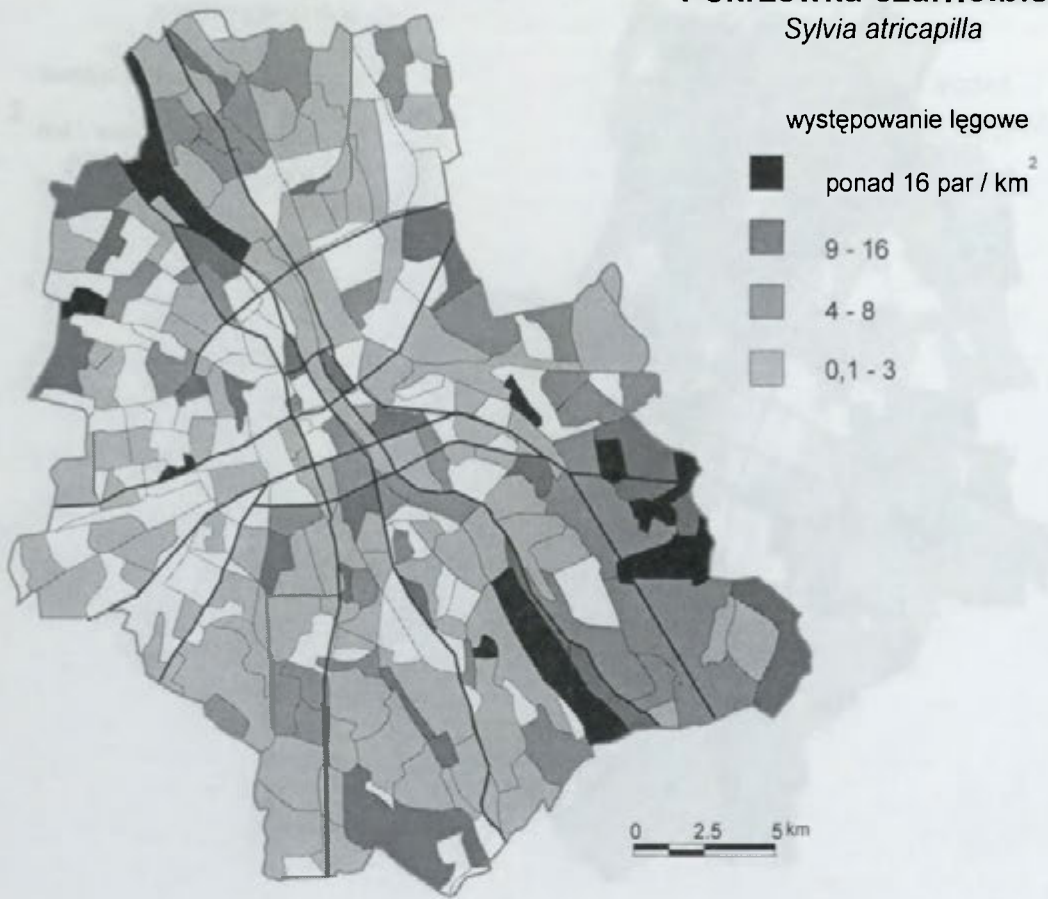 Sylvia atricapilla
występowanie lęgowe
ponad 16 par / km²
9 - 16
4 - 8
0,1 - 3
0 2.5 5 km